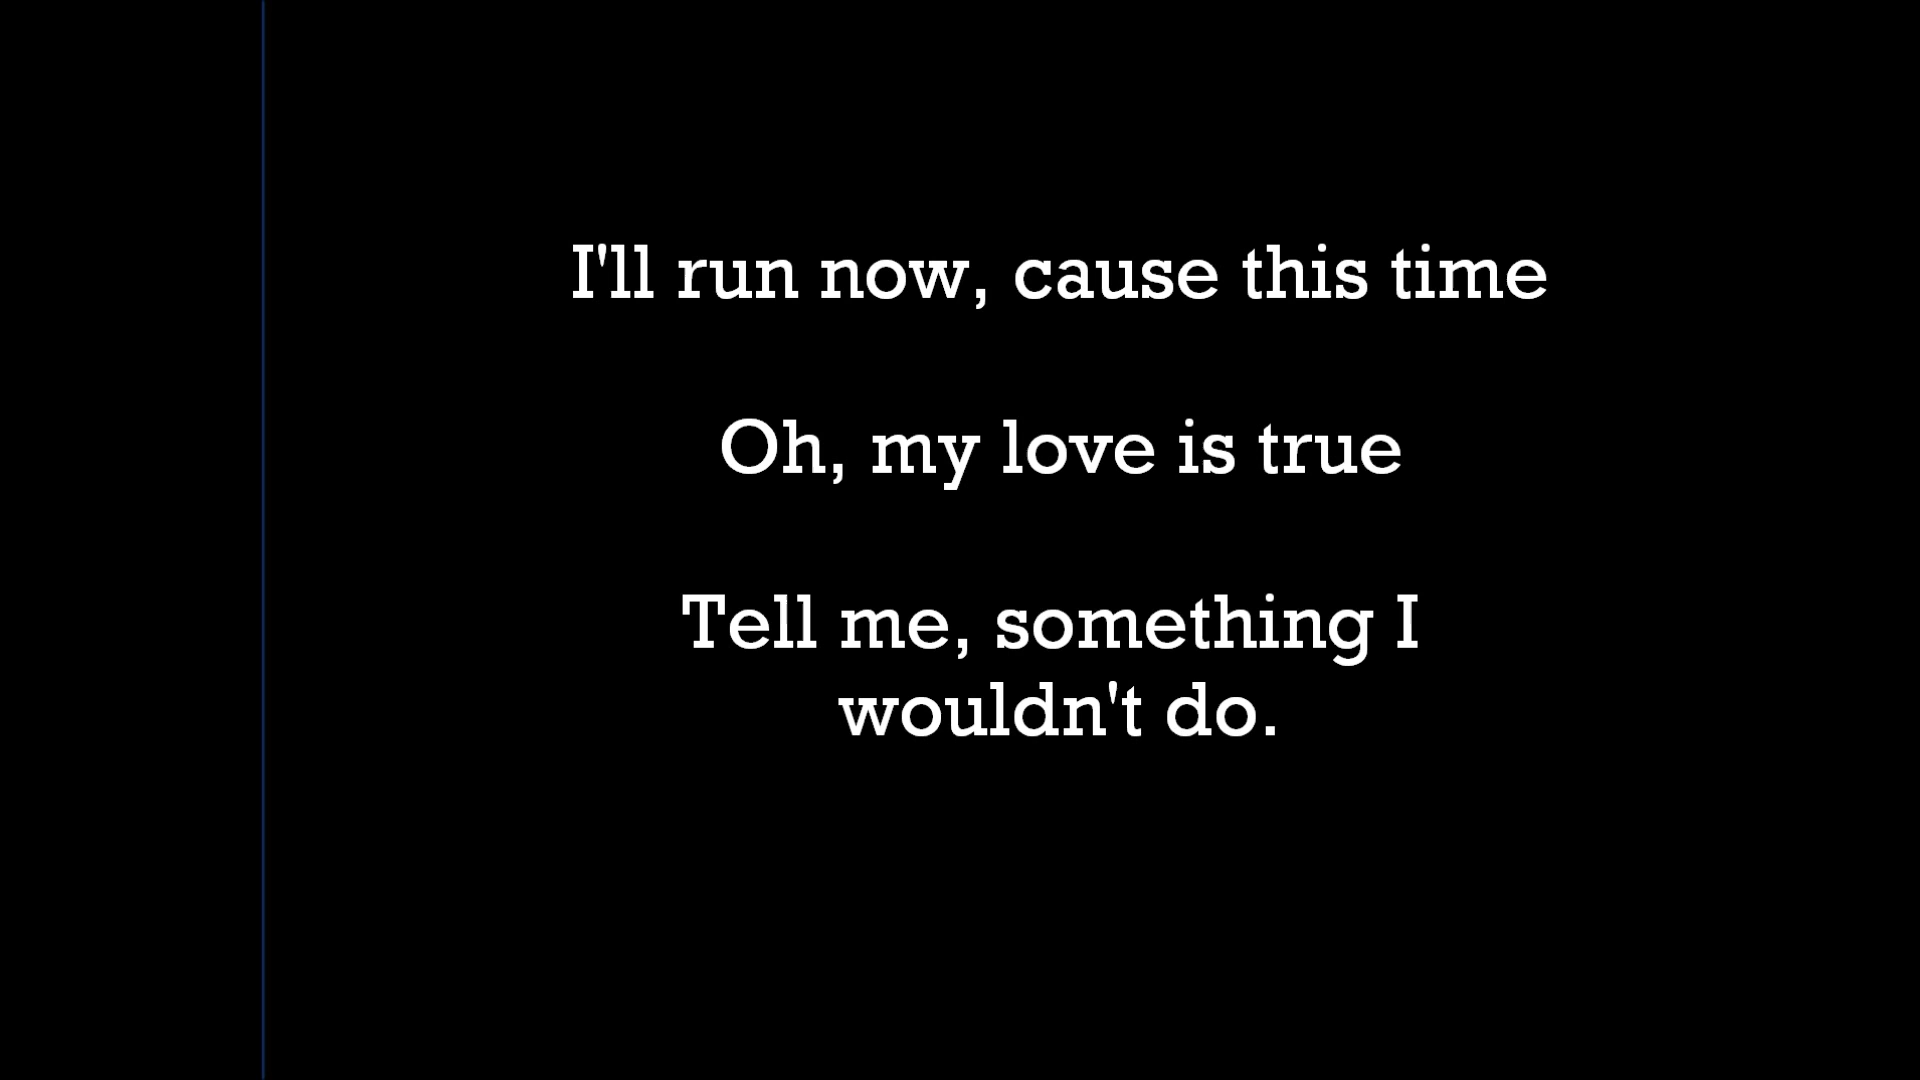 I'll run now, cause this time
Oh, my love is true
Tell me, something I
wouldn't do.